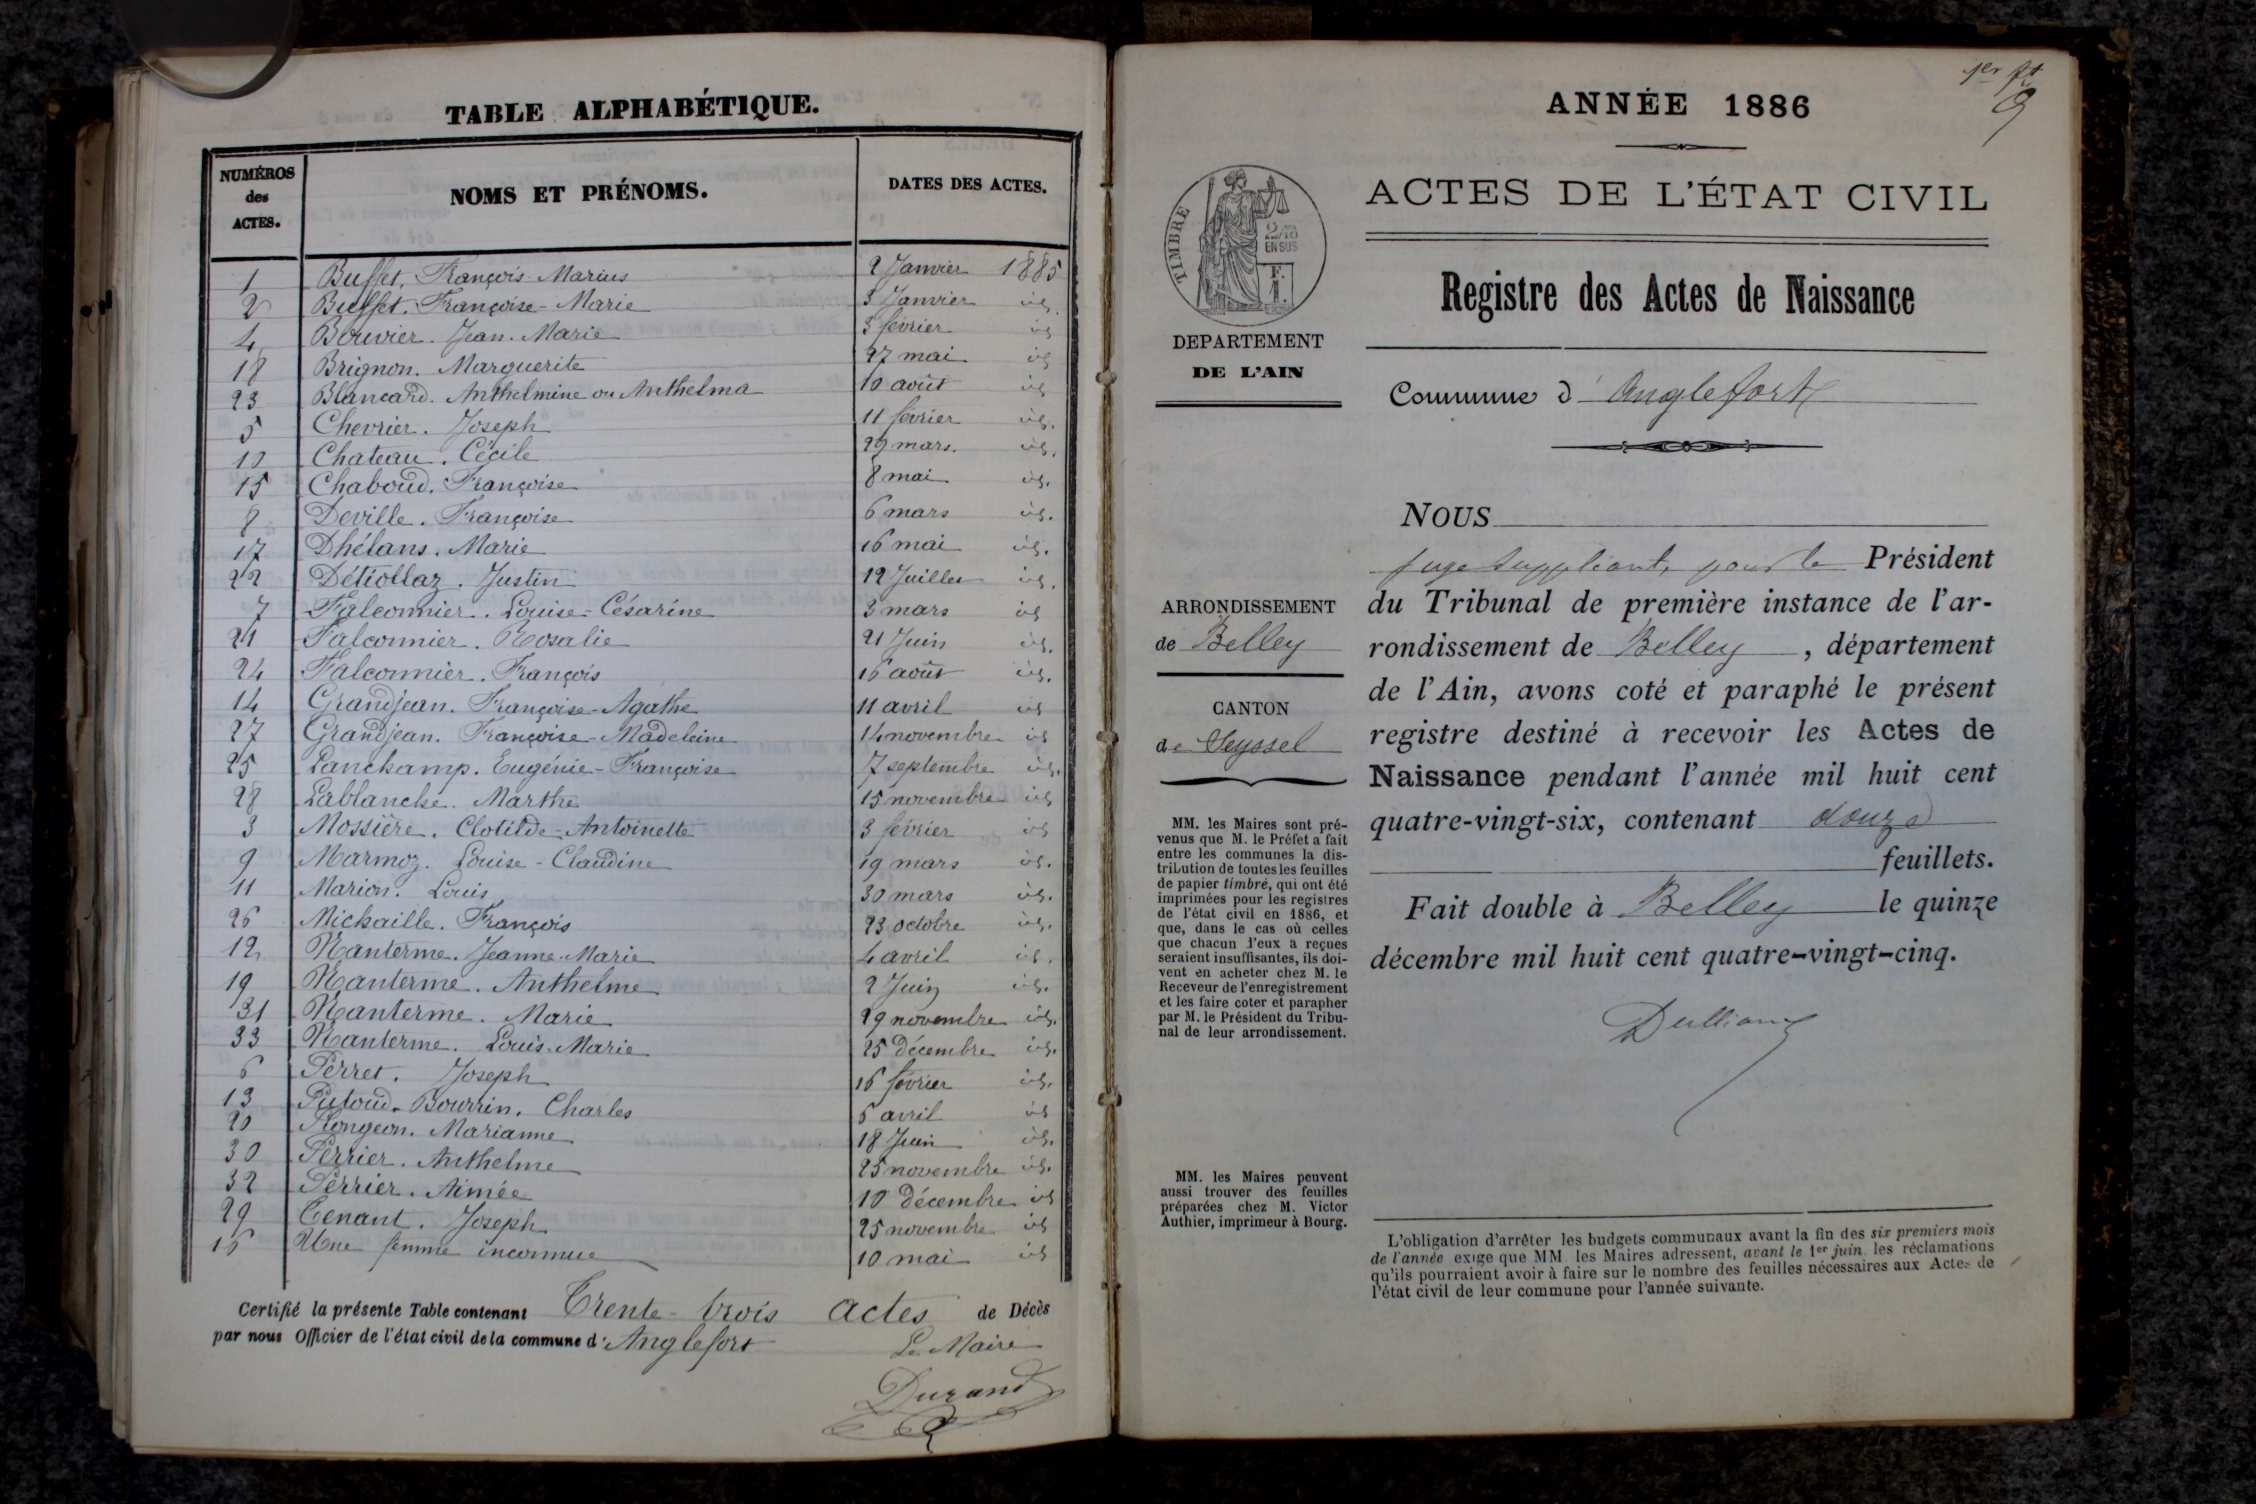 TABLE ALPHABÉTIQUE.
NUMÉROS des ACTES. NOMS ET PRÉNOMS. DATES DES ACTES.
1 Buffet. François-Marius 2 Janvier 1885
2 Buffet. Françoise-Marie 3 Janvier id.
4 Bouvier. Jean-Marie 5 février id
18 Brignon. Marguerite 27 mai id
23 Blancard. Anthelmine ou Anthelma 10 août id
5 Chevrier. Joseph 11 février id.
10 Chateau. Cécile 29 mars. id.
15 Chaboud. Françoise 8 mai id.
8 Deville. Françoise 6 mars id.
17 Dhélans. Marie 16 mai id.
22 Détiollaz. Justin 12 Juillet id.
7 Falconnier. Louise-Césarine 3 mars id
21 Falconnier. Rosalie 21 Juin id.
24 Falconnier. François 16 août id.
14 Grandjean. Françoise-Agathe 11 avril id
27 Grandjean. Françoise-Madeleine 14 novembre id
25 Lanchamp. Eugénie-Françoise 7 septembre id.
28 Lablanche. Marthe 15 novembre id
3 Mossière. Clotilde-Antoinette 3 février id
9 Marmoz. Louise-Claudine 19 mars id.
11 Marion. Louis 30 mars id.
26 Michaille. François 23 octobre id.
12 Nanterme. Jeanne-Marie 4 avril id.
19 Nanterme. Anthelme 2 Juin id.
31 Nanterme. Marie 29 novembre id.
33 Nanterme. Louis-Marie 25 décembre id.
6 Perret. Joseph 16 février id.
13 Putoud-Bourrin. Charles 5 avril id
20 Plongeon. Marianne 18 Juin id.
30 Perrier. Anthelme 25 novembre id.
32 Perrier. Aimée 10 décembre id
29 Tenant. Joseph 25 novembre id
16 Une femme inconnue 10 mai id
Certifié la présente Table contenant Trente-trois actes de Décès
par nous Officier de l'état civil de la commune d'Anglefort
Le Maire
Durand
1er ft
ANNÉE 1886
ACTES DE L'ÉTAT CIVIL
Registre des Actes de Naissance
TIMBRE
2/10
EN SUS
DEPARTEMENT
DE L'AIN
Commune d'Anglefort
NOUS
juge suppléant, pour le Président
du Tribunal de première instance de l'ar-
rondissement de Belley, département
de l'Ain, avons coté et paraphé le présent
registre destiné à recevoir les Actes de
Naissance pendant l'année mil huit cent
quatre-vingt-six, contenant douze
feuillets.
Fait double à Belley le quinze
décembre mil huit cent quatre-vingt-cinq.
ARRONDISSEMENT
de Belley
CANTON
de Seyssel
MM. les Maires sont pré-
venus que M. le Préfet a fait
entre les communes la dis-
tribution de toutes les feuilles
de papier timbré, qui ont été
imprimées pour les registres
de l'état civil en 1886, et
que, dans le cas où celles
que chacun d'eux a reçues
seraient insuffisantes, ils doi-
vent en acheter chez M. le
Receveur de l'enregistrement
et les faire coter et parapher
par M. le Président du Tribu-
nal de leur arrondissement.
MM. les Maires peuvent
aussi trouver des feuilles
préparées chez M. Victor
Authier, imprimeur à Bourg.
L'obligation d'arrêter les budgets communaux avant la fin des six premiers mois
de l'année exige que MM. les Maires adressent, avant le 1er juin, les réclamations
qu'ils pourraient avoir à faire sur le nombre des feuilles nécessaires aux Actes de
l'état civil de leur commune pour l'année suivante.